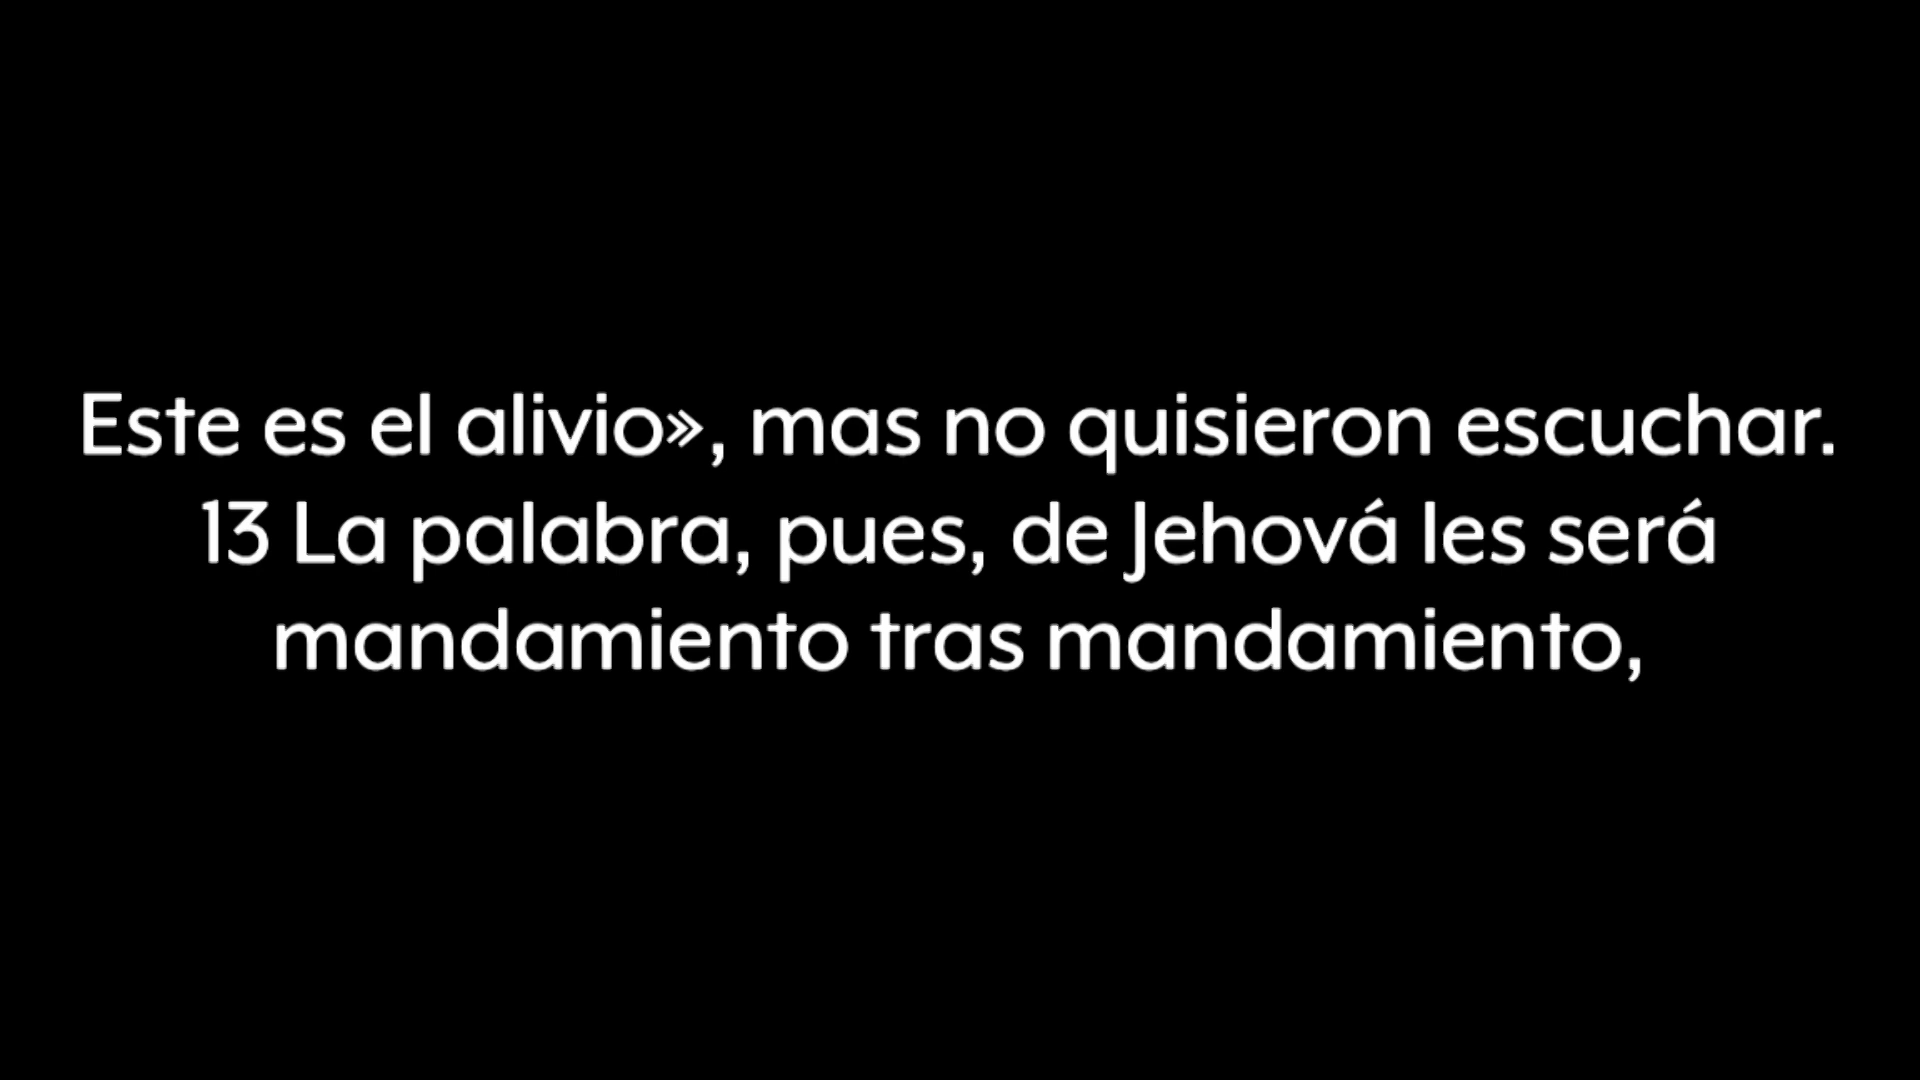 Este es el alivio», mas no quisieron escuchar.
13 La palabra, pues, de Jehová les será
mandamiento tras mandamiento,